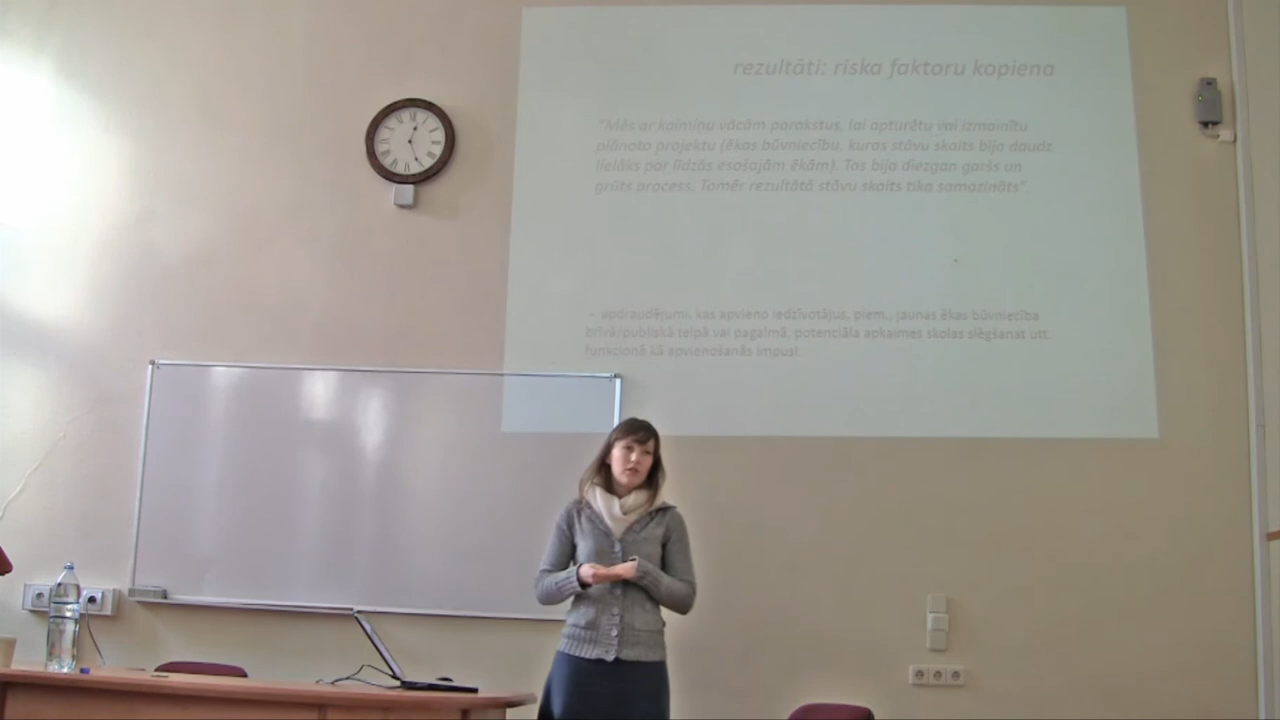 rezultāti: riska faktoru kopiena
"Mēs ar kaimiņu vācām parakstus, lai apturētu vai izmainītu
plānoto projektu (ēkas būvniecību, kuras stāvu skaits bija daudz
lielāks par līdzās esošajām ēkām). Tas bija diezgan garšs un
grūts process. Tomēr rezultātā stāvu skaits tika samazināts".
- apdraudējumi, kas apvieno iedzīvotājus, piem., jaunas ēkas būvniecība
brīvā/publiskā telpā vai pagalmā, potenciāla apkaimes skolas slēgšanat utt.
funkcionē kā apvienošanās impulsi.